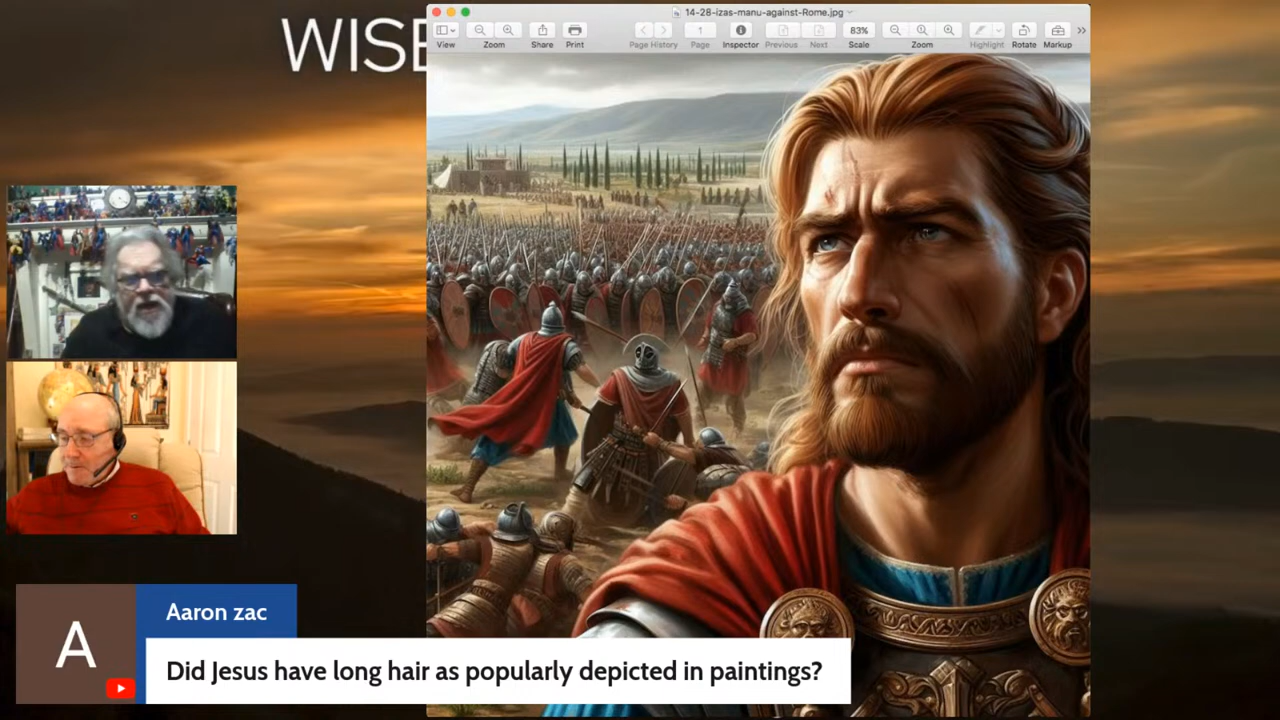 WISE
14-28-izas-manu-against-Rome.jpg
View
Zoom
Share
Print
Page History
1
Page
Inspector
Previous
Next
83%
Scale
Zoom
Highlight
Rotate
Markup
A
Aaron zac
Did Jesus have long hair as popularly depicted in paintings?